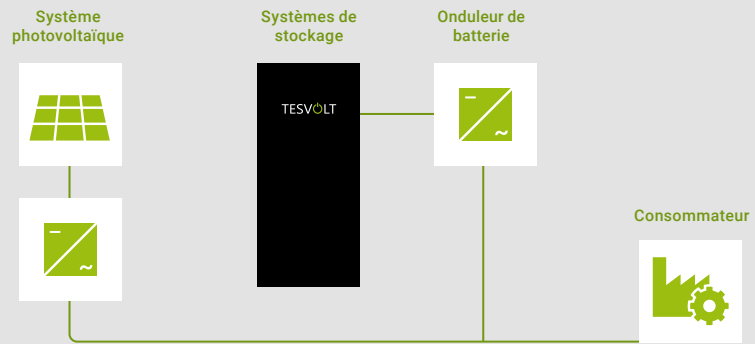 Système
photovoltaïque
Systèmes de
stockage
Onduleur de
batterie
TESVOLT
Consommateur